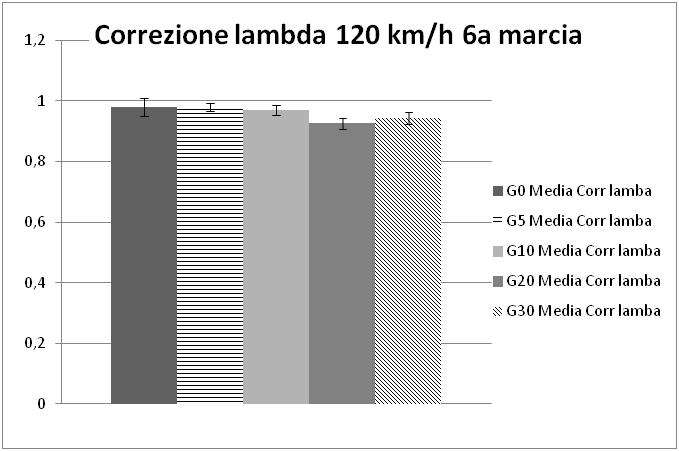 Correzione lambda 120 km/h 6a marcia
1,2
1
0,8
0,6
0,4
0,2
0
G0 Media Corr lamba
G5 Media Corr lamba
G10 Media Corr lamba
G20 Media Corr lamba
G30 Media Corr lamba